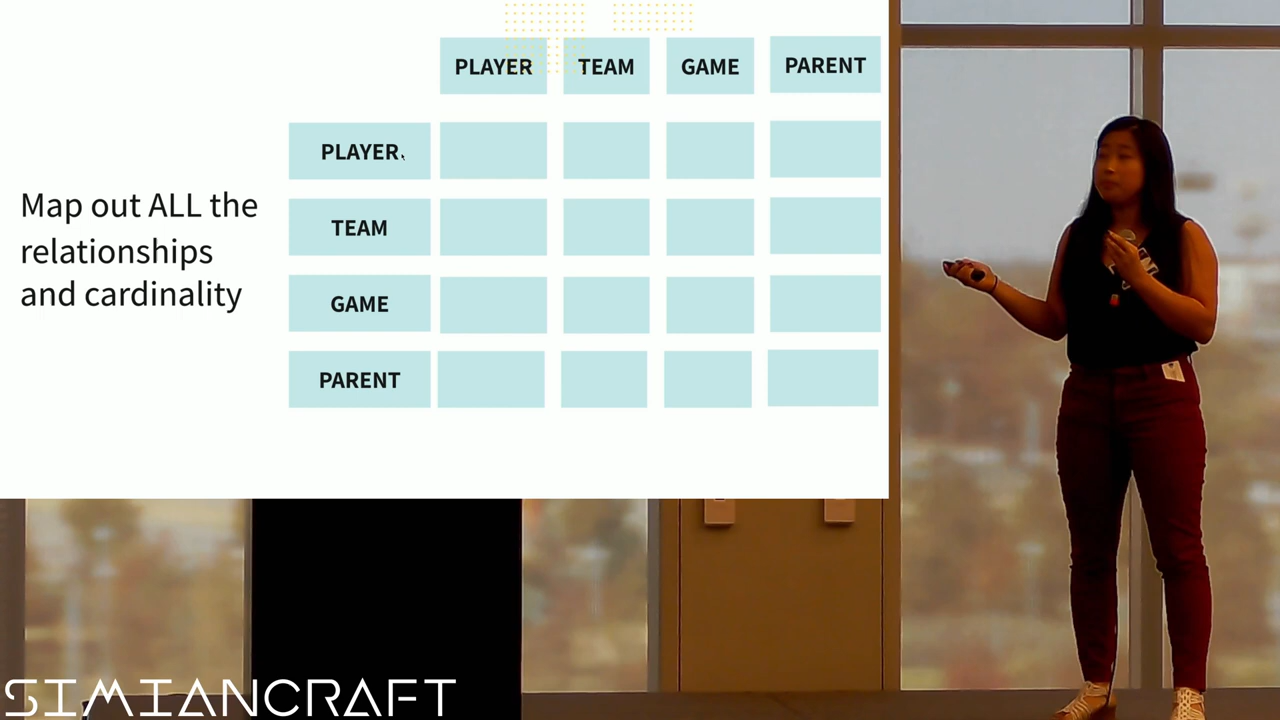 PLAYER TEAM GAME PARENT
PLAYER
Map out ALL the
relationships
and cardinality
TEAM
GAME
PARENT
SIMIANCRAFT